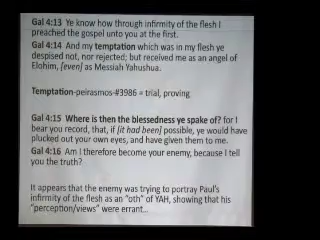 Gal 4:13  Ye know how through infirmity of the flesh I
preached the gospel unto you at the first.
Gal 4:14  And my temptation which was in my flesh ye
despised not, nor rejected; but received me as an angel of
Elohim, [even] as Messiah Yahushua.
Temptation-peirasmos-#3986 = trial, proving
Gal 4:15  Where is then the blessedness ye spake of? for I
bear you record, that, if [it had been] possible, ye would have
plucked out your own eyes, and have given them to me.
Gal 4:16  Am I therefore become your enemy, because I tell
you the truth?
It appears that the enemy was trying to portray Paul's
infirmity of the flesh as an "oth" of YAH, showing that his
"perception/views" were errant...